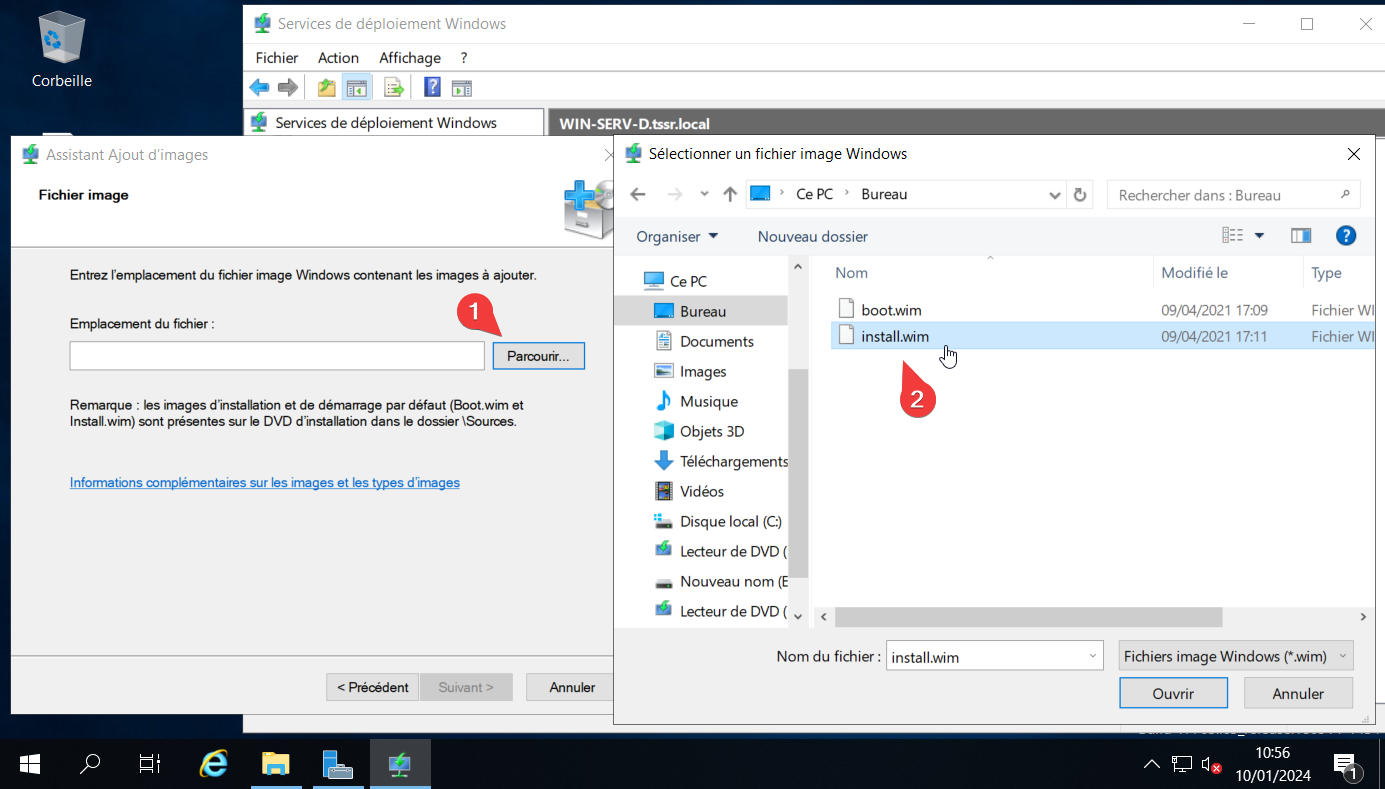 Corbeille
Services de déploiement Windows
Fichier Action Affichage ?
Services de déploiement Windows
WIN-SERV-D.tssr.local
Assistant Ajout d'images
Fichier image
Entrez l'emplacement du fichier image Windows contenant les images à ajouter.
1
Emplacement du fichier :
Parcourir...
Remarque : les images d'installation et de démarrage par défaut (Boot.wim et
Install.wim) sont présentes sur le DVD d'installation dans le dossier \Sources.
Informations complémentaires sur les images et les types d'images
< Précédent Suivant > Annuler
Sélectionner un fichier image Windows
Ce PC Bureau
Rechercher dans : Bureau
Organiser Nouveau dossier
?
Ce PC
Bureau
Documents
Images
Musique
Objets 3D
Téléchargements
Vidéos
Disque local (C:)
Lecteur de DVD (
Nouveau nom (E
Lecteur de DVD (
Nom Modifié le Type
boot.wim 09/04/2021 17:09 Fichier WI
install.wim 09/04/2021 17:11 Fichier WI
2
Nom du fichier : install.wim Fichiers image Windows (*.wim)
Ouvrir Annuler
10:56
10/01/2024
1